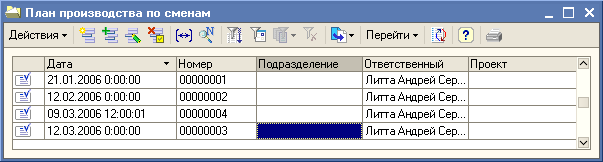 План производства по сменам
Действия Перейти ?
Дата Номер Подразделение Ответственный Проект
21.01.2006 0:00:00 00000001 Литта Андрей Сер...
12.02.2006 0:00:00 00000002 Литта Андрей Сер...
09.03.2006 12:00:01 00000004 Литта Андрей Сер...
12.03.2006 0:00:00 00000003 Литта Андрей Сер...